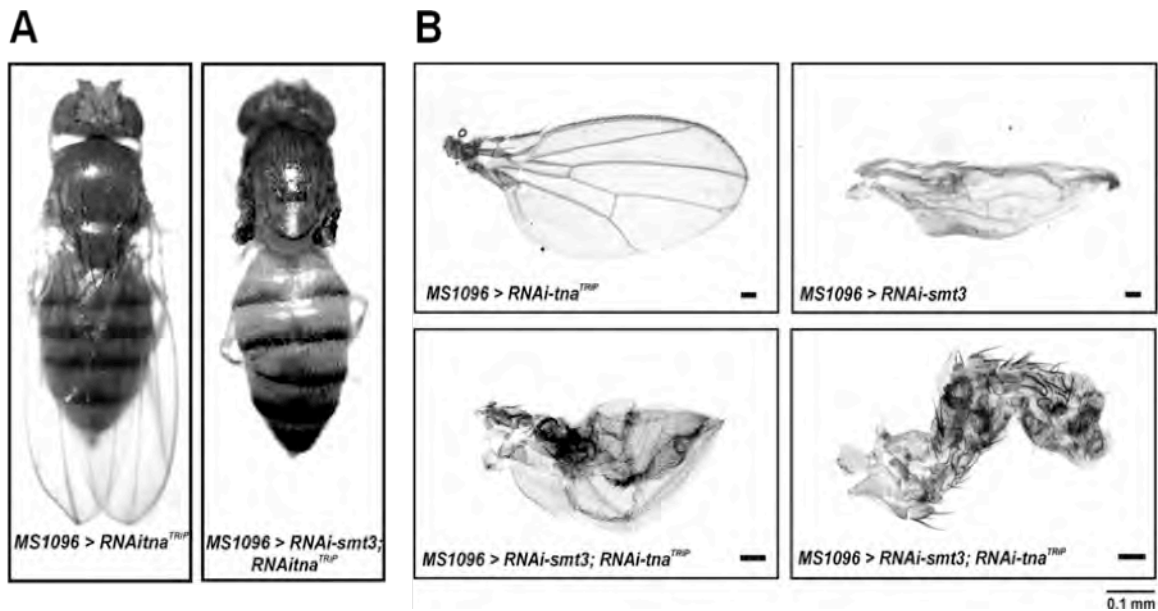 A
B
MS1096 > RNAitna^TRiP
MS1096 > RNAi-smt3;
RNAitna^TRiP
MS1096 > RNAi-tna^TRiP
MS1096 > RNAi-smt3
MS1096 > RNAi-smt3; RNAi-tna^TRiP
MS1096 > RNAi-smt3; RNAi-tna^TRiP
0.1 mm